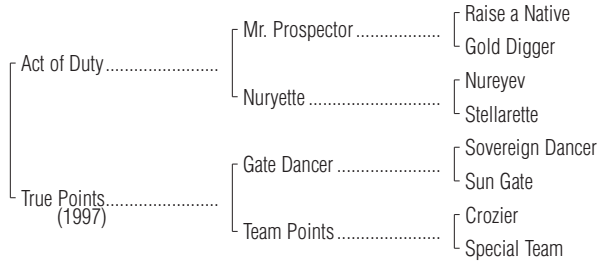 Raise a Native
Mr. Prospector ..................
Gold Digger
Act of Duty ........................
Nureyev
Nuryette ............................
Stellarette
Sovereign Dancer
Gate Dancer ......................
Sun Gate
True Points........................
(1997)
Crozier
Team Points......................
Special Team